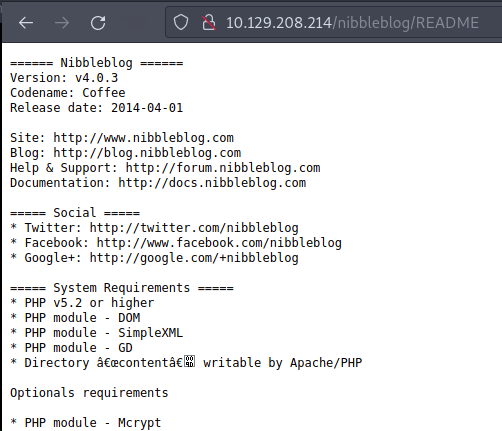 10.129.208.214/nibbleblog/README
====== Nibbleblog ======
Version: v4.0.3
Codename: Coffee
Release date: 2014-04-01
Site: http://www.nibbleblog.com
Blog: http://blog.nibbleblog.com
Help & Support: http://forum.nibbleblog.com
Documentation: http://docs.nibbleblog.com
===== Social =====
* Twitter: http://twitter.com/nibbleblog
* Facebook: http://www.facebook.com/nibbleblog
* Google+: http://google.com/+nibbleblog
===== System Requirements =====
* PHP v5.2 or higher
* PHP module - DOM
* PHP module - SimpleXML
* PHP module - GD
* Directory “contentâ€ writable by Apache/PHP
Optionals requirements
* PHP module - Mcrypt